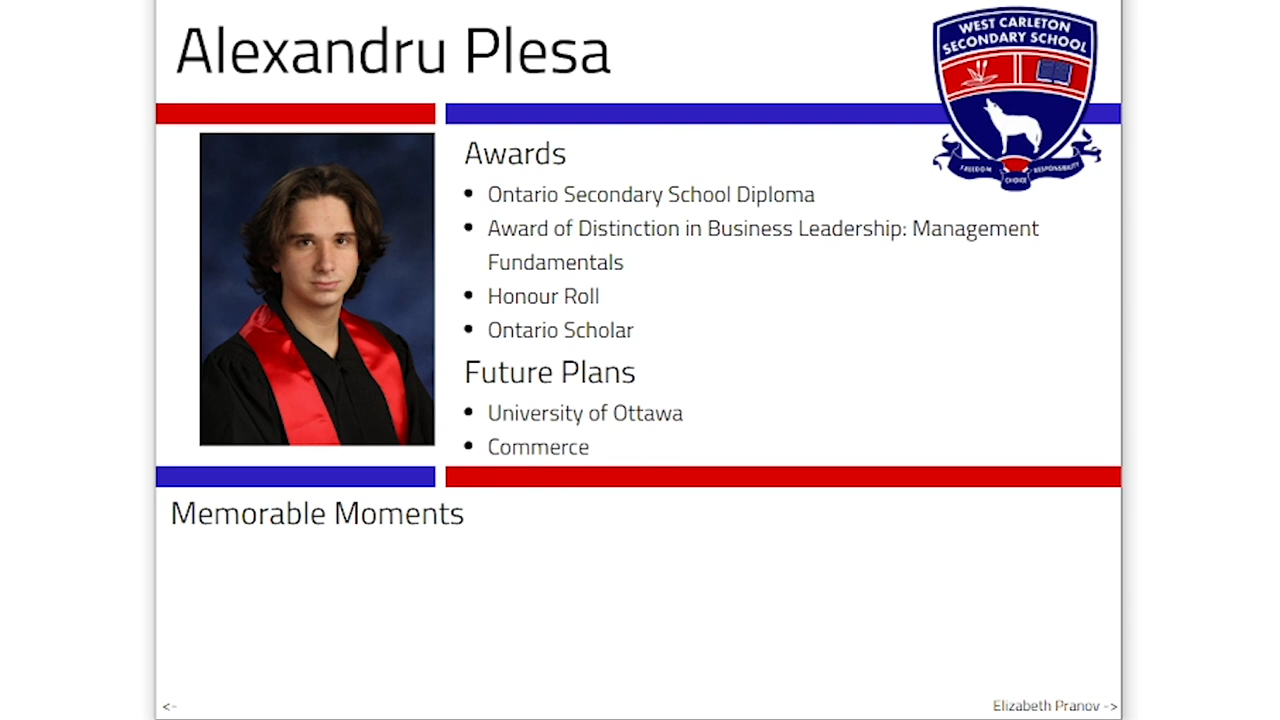 Alexandru Plesa
WEST CARLETON
SECONDARY SCHOOL
FREEDOM
CHOICE
RESPONSIBILITY
Awards
• Ontario Secondary School Diploma
• Award of Distinction in Business Leadership: Management
Fundamentals
• Honour Roll
• Ontario Scholar
Future Plans
• University of Ottawa
• Commerce
Memorable Moments
<-
Elizabeth Pranov ->